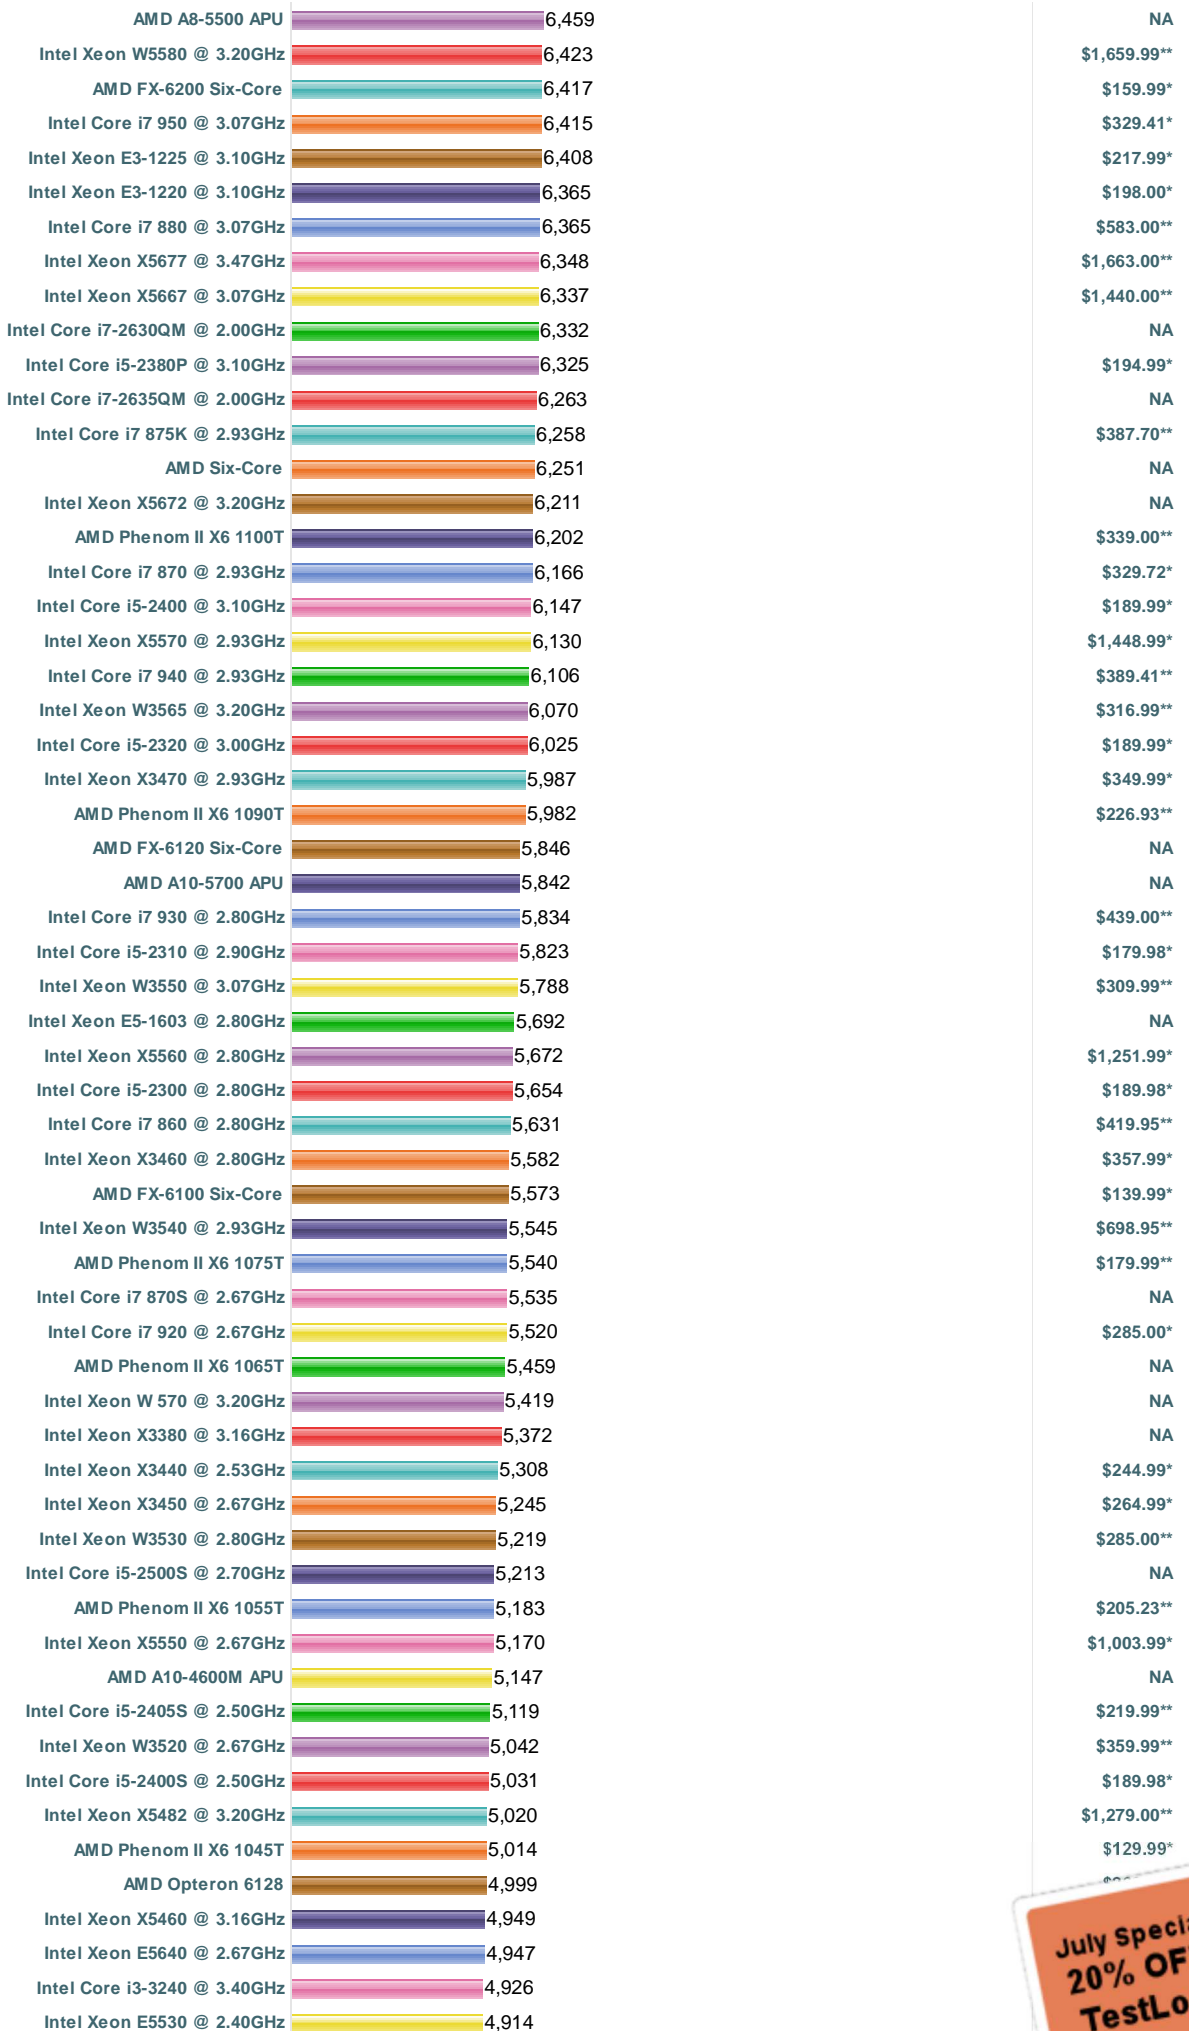 AMD A8-5500 APU 6,459 NA
Intel Xeon W5580 @ 3.20GHz 6,423 $1,659.99**
AMD FX-6200 Six-Core 6,417 $159.99*
Intel Core i7 950 @ 3.07GHz 6,415 $329.41*
Intel Xeon E3-1225 @ 3.10GHz 6,408 $217.99*
Intel Xeon E3-1220 @ 3.10GHz 6,365 $198.00*
Intel Core i7 880 @ 3.07GHz 6,365 $583.00**
Intel Xeon X5677 @ 3.47GHz 6,348 $1,663.00**
Intel Xeon X5667 @ 3.07GHz 6,337 $1,440.00**
Intel Core i7-2630QM @ 2.00GHz 6,332 NA
Intel Core i5-2380P @ 3.10GHz 6,325 $194.99*
Intel Core i7-2635QM @ 2.00GHz 6,263 NA
Intel Core i7 875K @ 2.93GHz 6,258 $387.70**
AMD Six-Core 6,251 NA
Intel Xeon X5672 @ 3.20GHz 6,211 NA
AMD Phenom II X6 1100T 6,202 $339.00**
Intel Core i7 870 @ 2.93GHz 6,166 $329.72*
Intel Core i5-2400 @ 3.10GHz 6,147 $189.99*
Intel Xeon X5570 @ 2.93GHz 6,130 $1,448.99*
Intel Core i7 940 @ 2.93GHz 6,106 $389.41**
Intel Xeon W3565 @ 3.20GHz 6,070 $316.99**
Intel Core i5-2320 @ 3.00GHz 6,025 $189.99*
Intel Xeon X3470 @ 2.93GHz 5,987 $349.99*
AMD Phenom II X6 1090T 5,982 $226.93**
AMD FX-6120 Six-Core 5,846 NA
AMD A10-5700 APU 5,842 NA
Intel Core i7 930 @ 2.80GHz 5,834 $439.00**
Intel Core i5-2310 @ 2.90GHz 5,823 $179.98*
Intel Xeon W3550 @ 3.07GHz 5,788 $309.99**
Intel Xeon E5-1603 @ 2.80GHz 5,692 NA
Intel Xeon X5560 @ 2.80GHz 5,672 $1,251.99*
Intel Core i5-2300 @ 2.80GHz 5,654 $189.98*
Intel Core i7 860 @ 2.80GHz 5,631 $419.95**
Intel Xeon X3460 @ 2.80GHz 5,582 $357.99*
AMD FX-6100 Six-Core 5,573 $139.99*
Intel Xeon W3540 @ 2.93GHz 5,545 $698.95**
AMD Phenom II X6 1075T 5,540 $179.99**
Intel Core i7 870S @ 2.67GHz 5,535 NA
Intel Core i7 920 @ 2.67GHz 5,520 $285.00*
AMD Phenom II X6 1065T 5,459 NA
Intel Xeon W 570 @ 3.20GHz 5,419 NA
Intel Xeon X3380 @ 3.16GHz 5,372 NA
Intel Xeon X3440 @ 2.53GHz 5,308 $244.99*
Intel Xeon X3450 @ 2.67GHz 5,245 $264.99*
Intel Xeon W3530 @ 2.80GHz 5,219 $285.00**
Intel Core i5-2500S @ 2.70GHz 5,213 NA
AMD Phenom II X6 1055T 5,183 $205.23**
Intel Xeon X5550 @ 2.67GHz 5,170 $1,003.99*
AMD A10-4600M APU 5,147 NA
Intel Core i5-2405S @ 2.50GHz 5,119 $219.99**
Intel Xeon W3520 @ 2.67GHz 5,042 $359.99**
Intel Core i5-2400S @ 2.50GHz 5,031 $189.98*
Intel Xeon X5482 @ 3.20GHz 5,020 $1,279.00**
AMD Phenom II X6 1045T 5,014 $129.99*
AMD Opteron 6128 4,999
Intel Xeon X5460 @ 3.16GHz 4,949
Intel Xeon E5640 @ 2.67GHz 4,947
Intel Core i3-3240 @ 3.40GHz 4,926
Intel Xeon E5530 @ 2.40GHz 4,914
July Specia
20% OF
TestLo